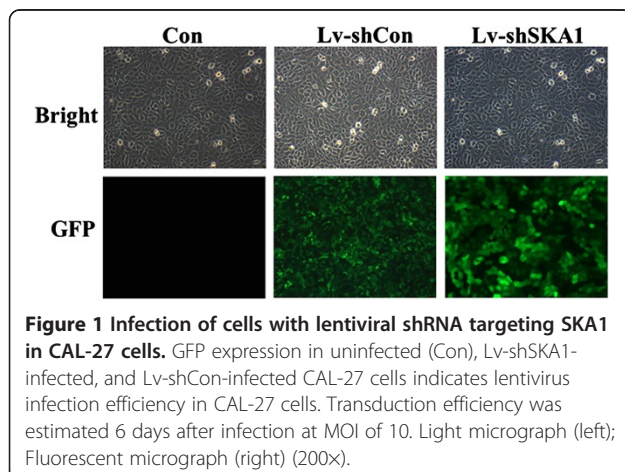 Con Lv-shCon Lv-shSKA1
Bright
GFP
Figure 1 Infection of cells with lentiviral shRNA targeting SKA1
in CAL-27 cells. GFP expression in uninfected (Con), Lv-shSKA1-
infected, and Lv-shCon-infected CAL-27 cells indicates lentivirus
infection efficiency in CAL-27 cells. Transduction efficiency was
estimated 6 days after infection at MOI of 10. Light micrograph (left);
Fluorescent micrograph (right) (200×).